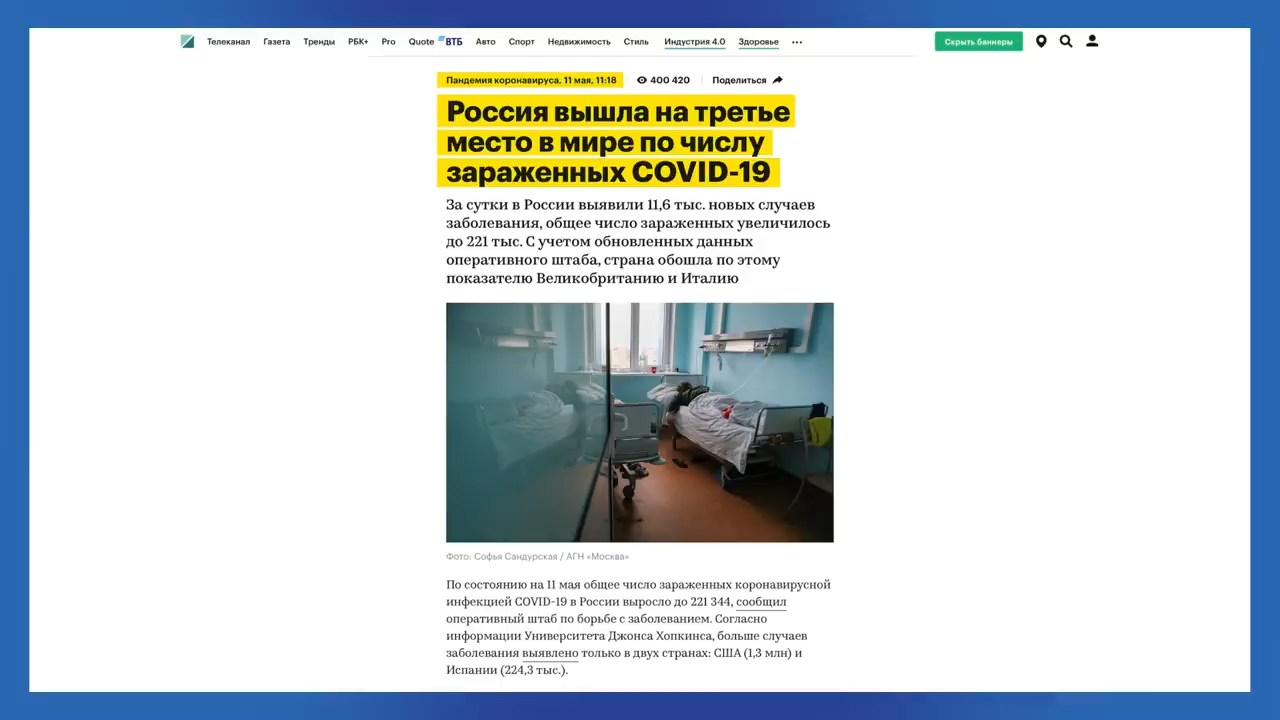 Телеканал Газета Тренды РБК+ Pro Quote ВТБ Авто Спорт Недвижимость Стиль Индустрия 4.0 Здоровье ••• Скрыть баннеры
Пандемия коронавируса, 11 мая, 11:18 400 420 Поделиться
Россия вышла на третье
место в мире по числу
зараженных COVID-19
За сутки в России выявили 11,6 тыс. новых случаев
заболевания, общее число зараженных увеличилось
до 221 тыс. С учетом обновленных данных
оперативного штаба, страна обошла по этому
показателю Великобританию и Италию
Фото: Софья Сандурская / АГН «Москва»
По состоянию на 11 мая общее число зараженных коронавирусной
инфекцией COVID-19 в России выросло до 221 344, сообщил
оперативный штаб по борьбе с заболеванием. Согласно
информации Университета Джонса Хопкинса, больше случаев
заболевания выявлено только в двух странах: США (1,3 млн) и
Испании (224,3 тыс.).